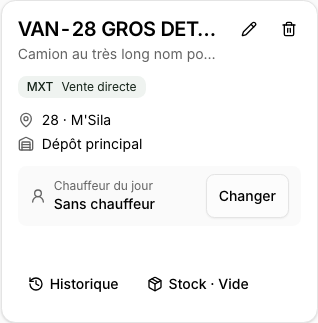 VAN-28 GROS DET...
Camion au très long nom po...
MXT Vente directe
28 · M'Sila
Dépôt principal
Chauffeur du jour
Sans chauffeur
Changer
Historique
Stock · Vide